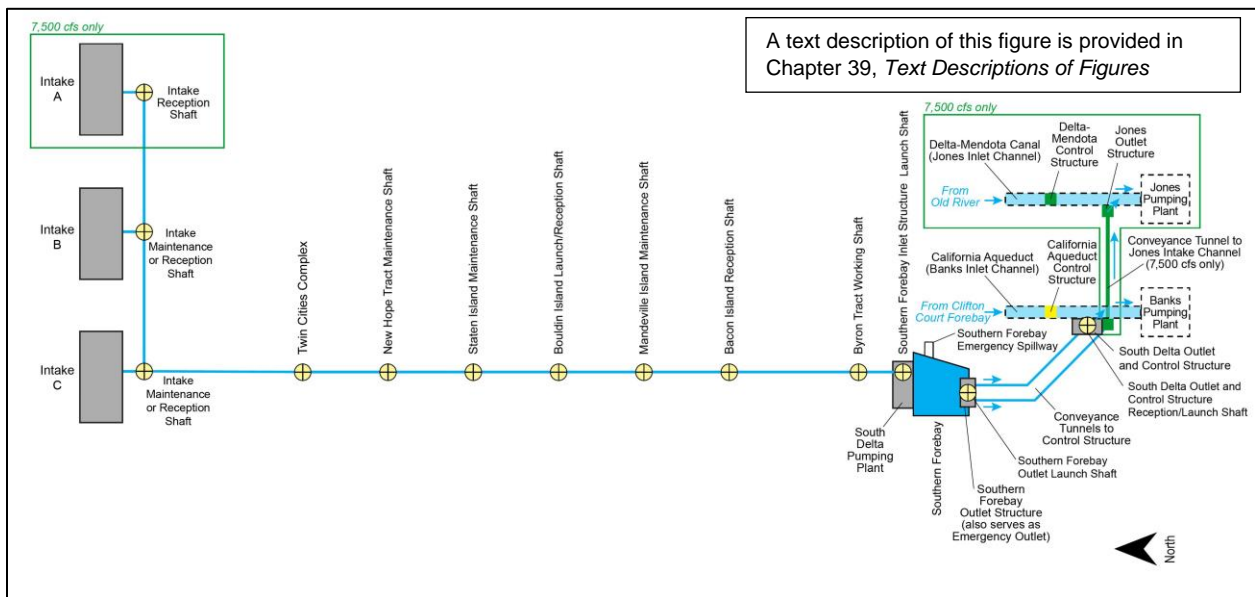 7,500 cfs only
Intake
A
Intake
Reception
Shaft
Intake
B
Intake
Maintenance
or Reception
Shaft
Intake
C
Intake
Maintenance
or Reception
Shaft
Twin Cities Complex
New Hope Tract Maintenance Shaft
Staten Island Maintenance Shaft
Bouldin Island Launch/Reception Shaft
Mandeville Island Maintenance Shaft
Bacon Island Reception Shaft
Byron Tract Working Shaft
Southern Forebay Inlet Structure Launch Shaft
A text description of this figure is provided in
Chapter 39, Text Descriptions of Figures
7,500 cfs only
Delta-Mendota Canal
(Jones Inlet Channel)
Delta-
Mendota
Control
Structure
Jones
Outlet
Structure
From
Old River
Jones
Pumping
Plant
California Aqueduct
(Banks Inlet Channel)
California
Aqueduct
Control
Structure
Conveyance Tunnel to
Jones Intake Channel
(7,500 cfs only)
From Clifton
Court Forebay
Banks
Pumping
Plant
Southern Forebay
Emergency Spillway
South Delta Outlet
and Control Structure
South Delta Outlet and
Control Structure
Reception/Launch Shaft
Conveyance
Tunnels to
Control Structure
South
Delta
Pumping
Plant
Southern Forebay
Southern Forebay
Outlet Launch Shaft
Southern
Forebay
Outlet Structure
(also serves as
Emergency Outlet)
North